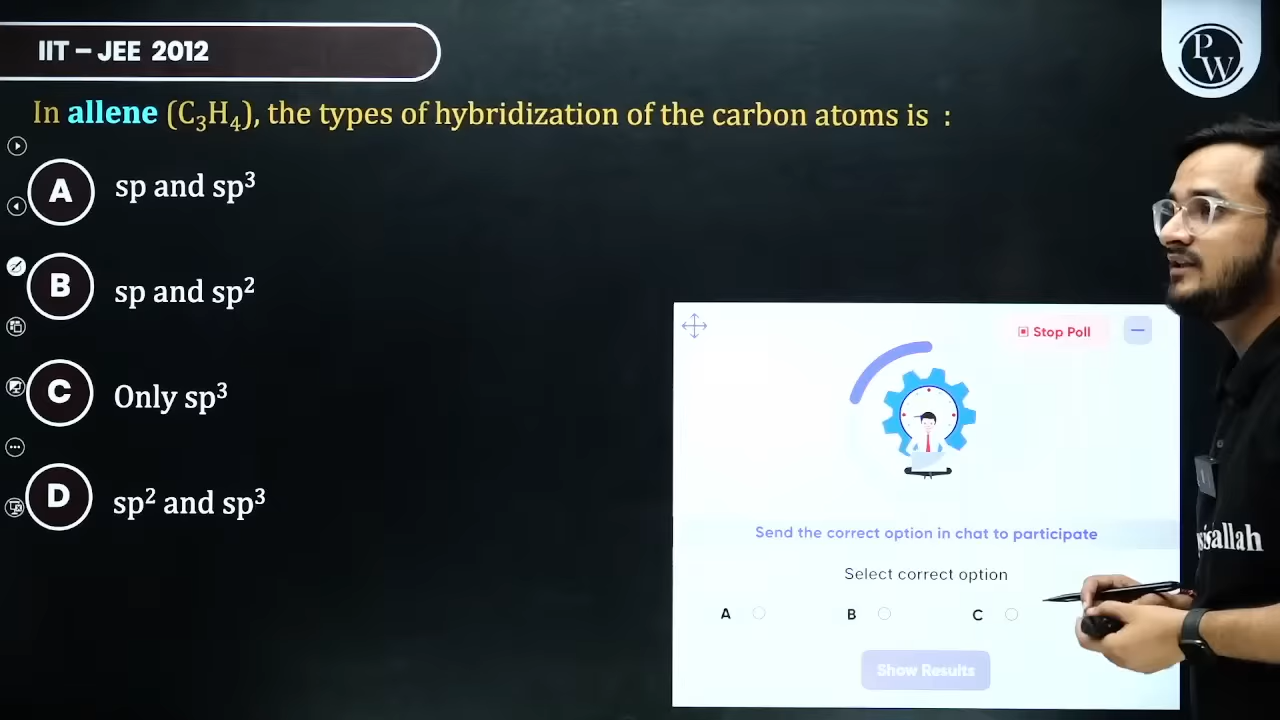 IIT – JEE 2012
PW
In allene (C₃H₄), the types of hybridization of the carbon atoms is :
A sp and sp³
B sp and sp²
C Only sp³
D sp² and sp³
Stop Poll
Send the correct option in chat to participate
Select correct option
A B C
Show Results